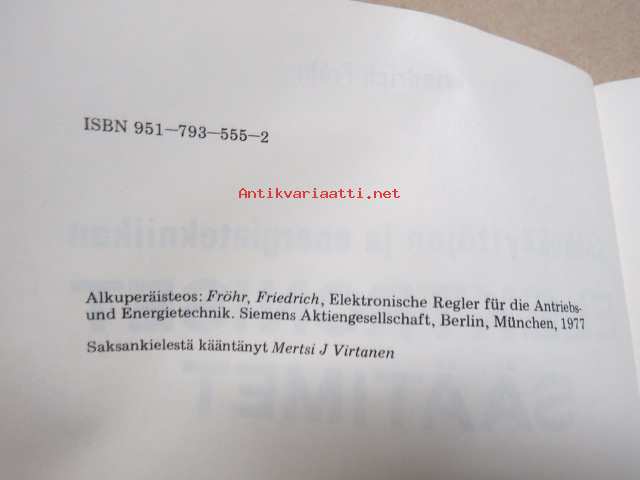 ISBN 951—793—555—2
Antikvariaatti.net
Alkuperäisteos: Fröhr, Friedrich, Elektronische Regler für die Antriebs-
und Energietechnik. Siemens Aktiengesellschaft, Berlin, München, 1977
Saksankielestä kääntänyt Mertsi J Virtanen